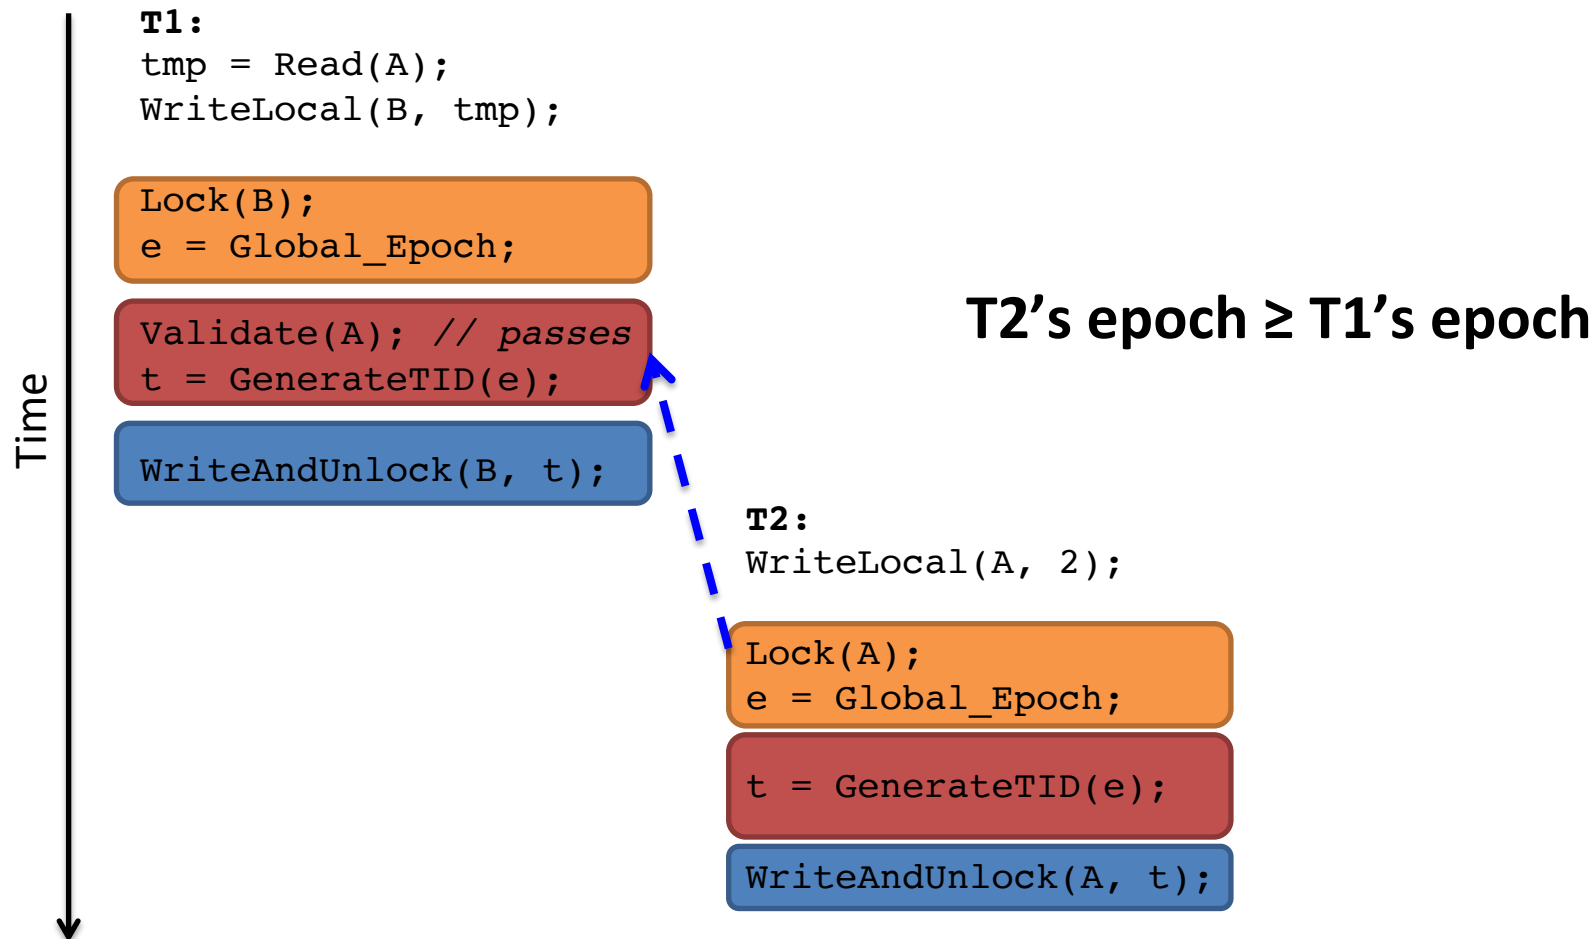 T1:
tmp = Read(A);
WriteLocal(B, tmp);
Lock(B);
e = Global_Epoch;
Validate(A); // passes
t = GenerateTID(e);
WriteAndUnlock(B, t);
T2's epoch ≥ T1's epoch
Time
T2:
WriteLocal(A, 2);
Lock(A);
e = Global_Epoch;
t = GenerateTID(e);
WriteAndUnlock(A, t);